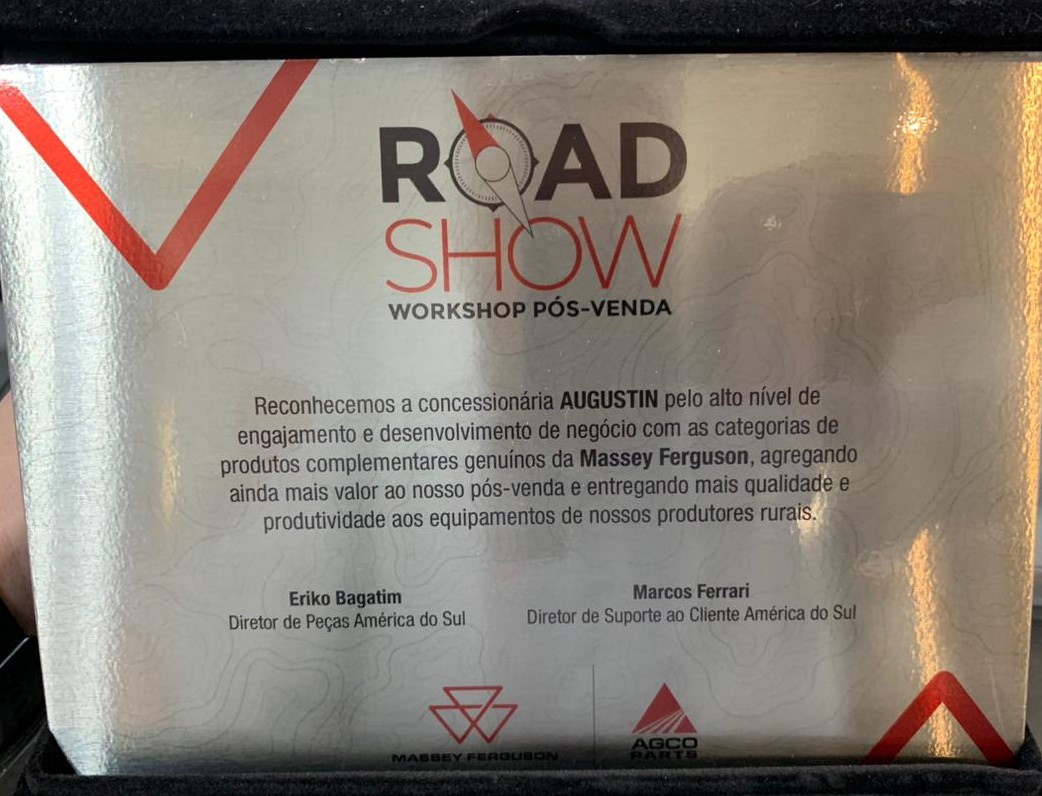 ROAD
SHOW
WORKSHOP PÓS-VENDA
Reconhecemos a concessionária AUGUSTIN pelo alto nível de
engajamento e desenvolvimento de negócio com as categorias de
produtos complementares genuínos da Massey Ferguson, agregando
ainda mais valor ao nosso pós-venda e entregando mais qualidade e
produtividade aos equipamentos de nossos produtores rurais.
Eriko Bagatim
Diretor de Peças América do Sul
Marcos Ferrari
Diretor de Suporte ao Cliente América do Sul
MASSEY FERGUSON
AGCO
PARTS